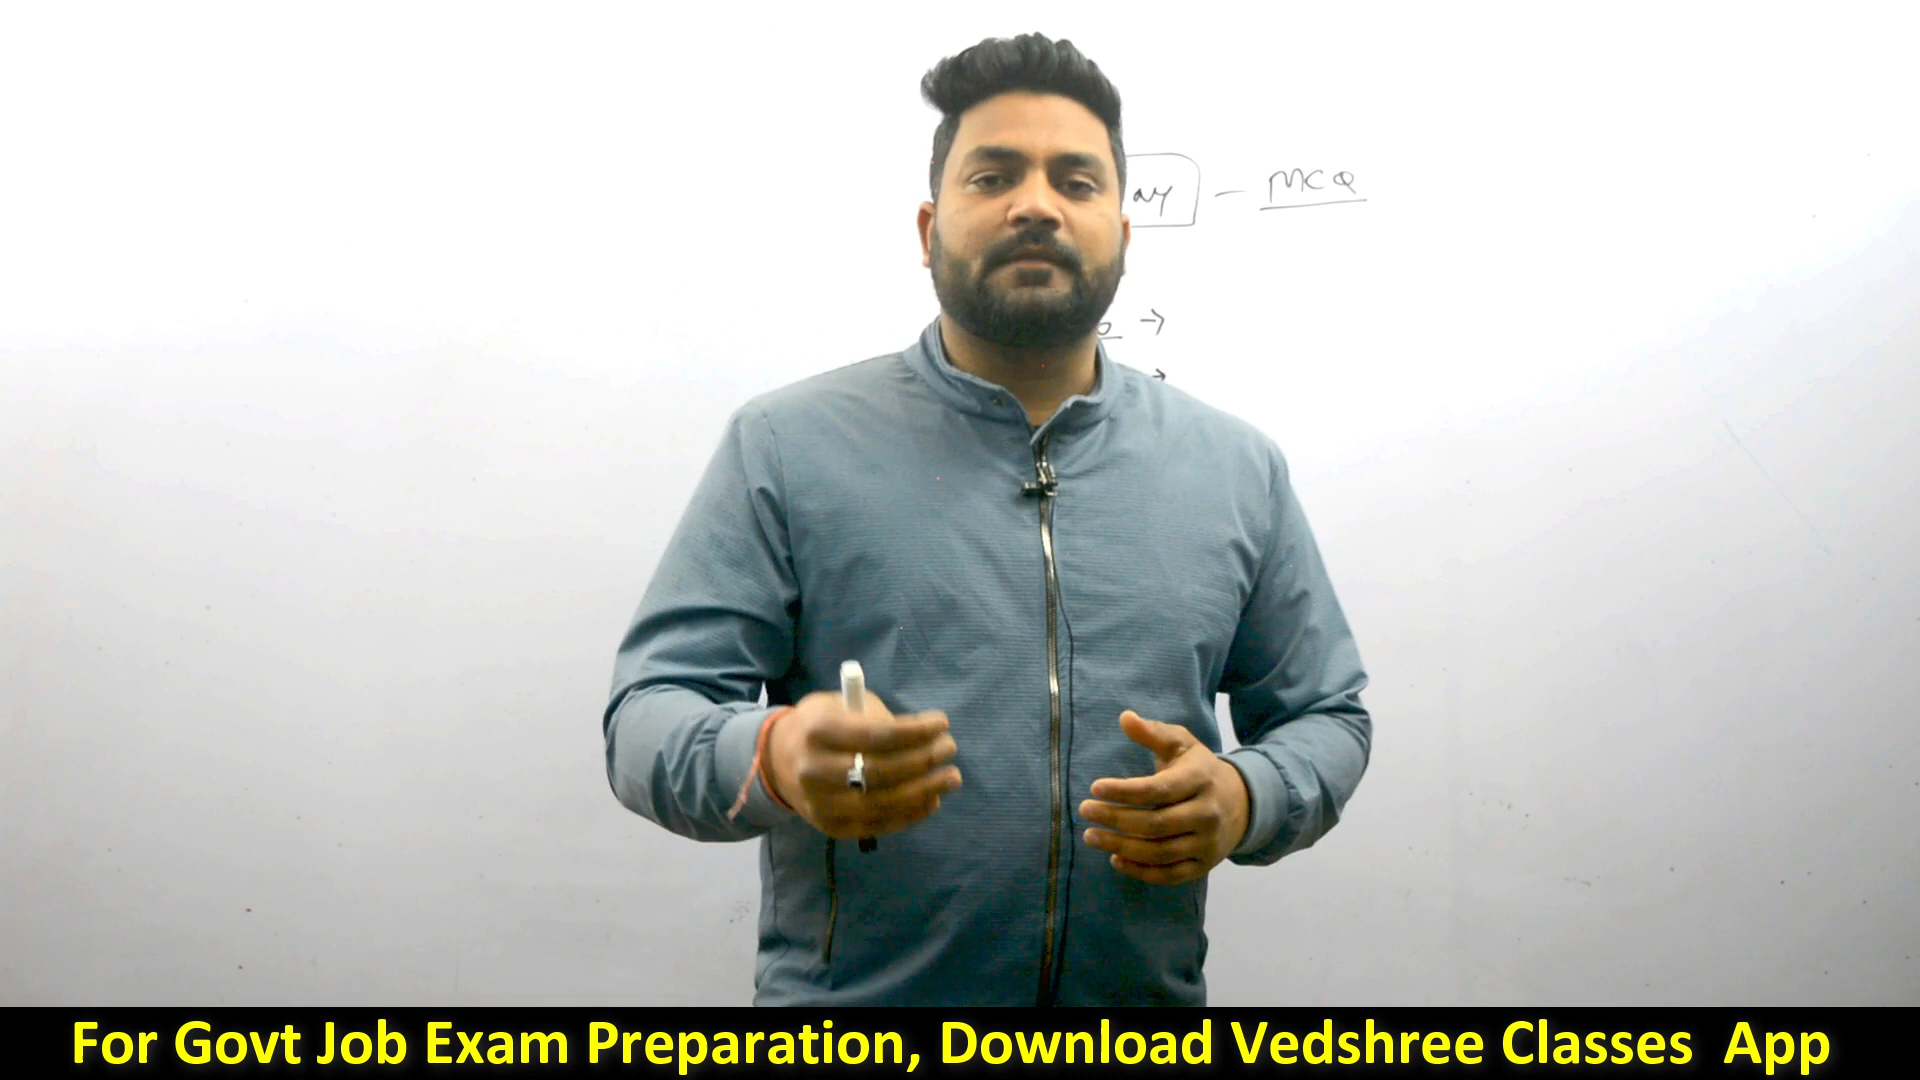 — MCQ
→
→
For Govt Job Exam Preparation, Download Vedshree Classes App